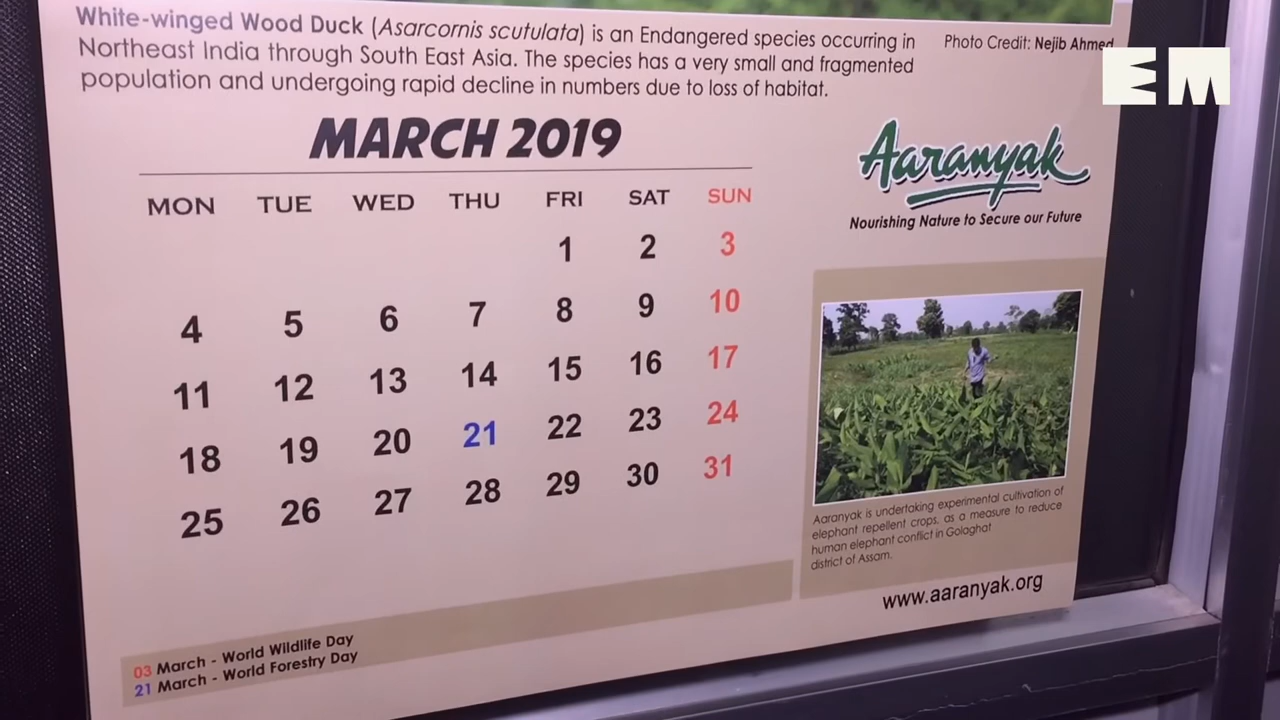 White-winged Wood Duck (Asarcornis scutulata) is an Endangered species occurring in
Northeast India through South East Asia. The species has a very small and fragmented
population and undergoing rapid decline in numbers due to loss of habitat.
Photo Credit: Nejib Ahmed
EM
MARCH 2019
Aaranyak
Nourishing Nature to Secure our Future
MON TUE WED THU FRI SAT SUN
1 2 3
4 5 6 7 8 9 10
11 12 13 14 15 16 17
18 19 20 21 22 23 24
25 26 27 28 29 30 31
Aaranyak is undertaking experimental cultivation of
elephant repellent crops, as a measure to reduce
human elephant conflict in Golaghat
district of Assam.
www.aaranyak.org
03 March - World Wildlife Day
21 March - World Forestry Day